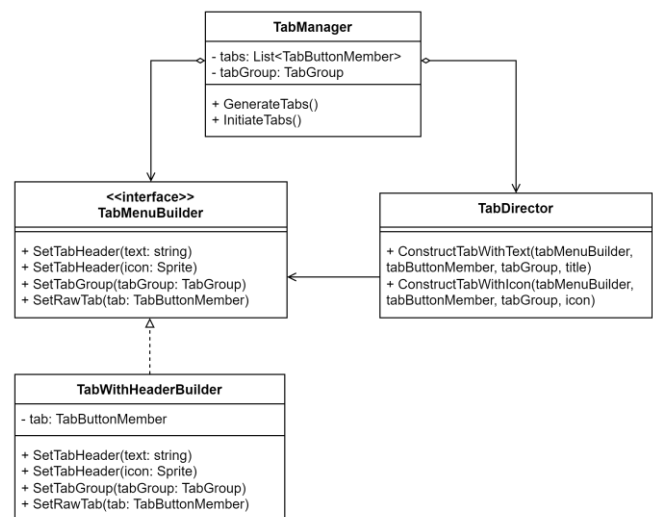 TabManager
- tabs: List<TabButtonMember>
- tabGroup: TabGroup
+ GenerateTabs()
+ InitiateTabs()
<<interface>>
TabMenuBuilder
+ SetTabHeader(text: string)
+ SetTabHeader(icon: Sprite)
+ SetTabGroup(tabGroup: TabGroup)
+ SetRawTab(tab: TabButtonMember)
TabDirector
+ ConstructTabWithText(tabMenuBuilder,
tabButtonMember, tabGroup, title)
+ ConstructTabWithIcon(tabMenuBuilder,
tabButtonMember, tabGroup, icon)
TabWithHeaderBuilder
- tab: TabButtonMember
+ SetTabHeader(text: string)
+ SetTabHeader(icon: Sprite)
+ SetTabGroup(tabGroup: TabGroup)
+ SetRawTab(tab: TabButtonMember)